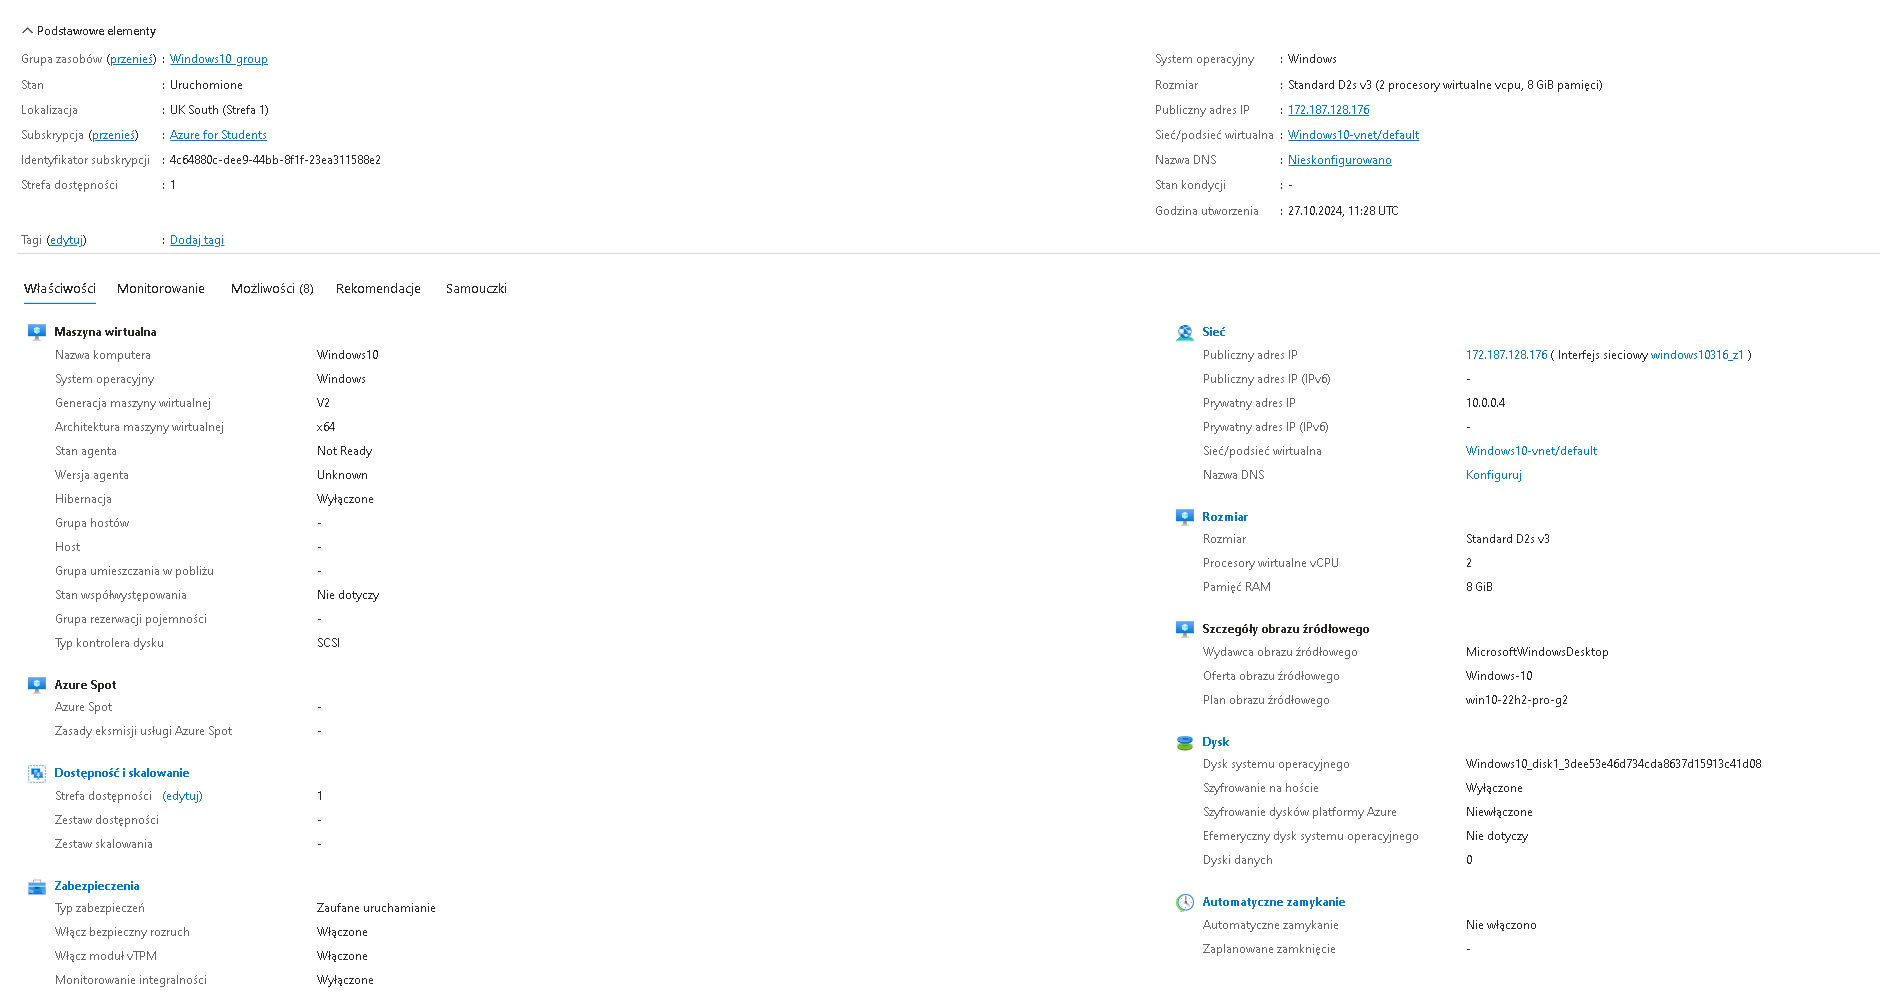 Podstawowe elementy
Grupa zasobów (przenieś) : Windows10_group
Stan : Uruchomione
Lokalizacja : UK South (Strefa 1)
Subskrypcja (przenieś) : Azure for Students
Identyfikator subskrypcji : 4c64880c-dee9-44bb-8f1f-23ea311588e2
Strefa dostępności : 1
System operacyjny : Windows
Rozmiar : Standard D2s v3 (2 procesory wirtualne vcpu, 8 GiB pamięci)
Publiczny adres IP : 172.187.128.176
Sieć/podsieć wirtualna : Windows10-vnet/default
Nazwa DNS : Nieskonfigurowano
Stan kondycji : -
Godzina utworzenia : 27.10.2024, 11:28 UTC
Tagi (edytuj) : Dodaj tagi
Właściwości Monitorowanie Możliwości (8) Rekomendacje Samouczki
Maszyna wirtualna
Nazwa komputera Windows10
System operacyjny Windows
Generacja maszyny wirtualnej V2
Architektura maszyny wirtualnej x64
Stan agenta Not Ready
Wersja agenta Unknown
Hibernacja Wyłączone
Grupa hostów -
Host -
Grupa umieszczania w pobliżu -
Stan współwystępowania Nie dotyczy
Grupa rezerwacji pojemności -
Typ kontrolera dysku SCSI
Azure Spot
Azure Spot -
Zasady eksmisji usługi Azure Spot -
Dostępność i skalowanie
Strefa dostępności (edytuj) 1
Zestaw dostępności -
Zestaw skalowania -
Zabezpieczenia
Typ zabezpieczeń Zaufane uruchamianie
Włącz bezpieczny rozruch Włączone
Włącz moduł vTPM Włączone
Monitorowanie integralności Wyłączone
Sieć
Publiczny adres IP 172.187.128.176 ( Interfejs sieciowy windows10316_z1 )
Publiczny adres IP (IPv6) -
Prywatny adres IP 10.0.0.4
Prywatny adres IP (IPv6) -
Sieć/podsieć wirtualna Windows10-vnet/default
Nazwa DNS Konfiguruj
Rozmiar
Rozmiar Standard D2s v3
Procesory wirtualne vCPU 2
Pamięć RAM 8 GiB
Szczegóły obrazu źródłowego
Wydawca obrazu źródłowego MicrosoftWindowsDesktop
Oferta obrazu źródłowego Windows-10
Plan obrazu źródłowego win10-22h2-pro-g2
Dysk
Dysk systemu operacyjnego Windows10_disk1_3dee53e46d734cda8637d15913c41d08
Szyfrowanie na hoście Wyłączone
Szyfrowanie dysków platformy Azure Niewłączone
Efemeryczny dysk systemu operacyjnego Nie dotyczy
Dyski danych 0
Automatyczne zamykanie
Automatyczne zamykanie Nie włączono
Zaplanowane zamknięcie -